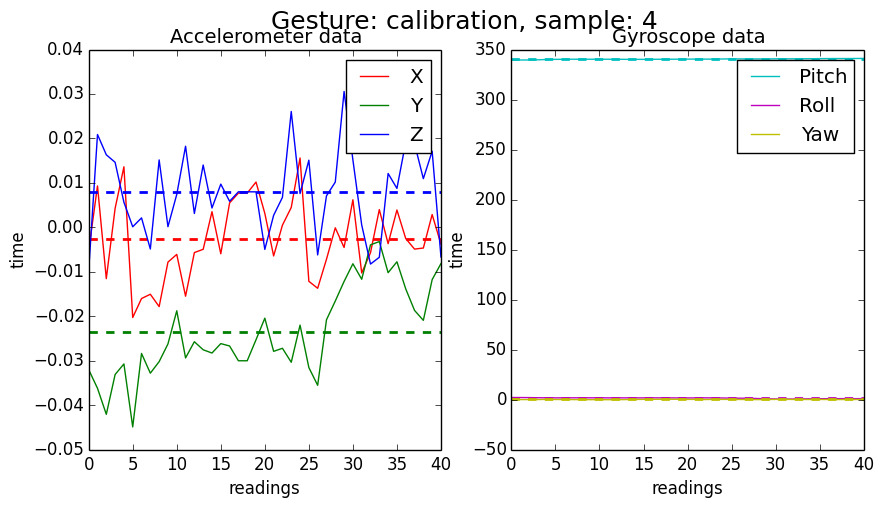 Gesture: calibration, sample: 4
Accelerometer data
0.04
0.03
0.02
0.01
0.00
−0.01
−0.02
−0.03
−0.04
−0.05
time
X
Y
Z
0 5 10 15 20 25 30 35 40
readings
Gyroscope data
350
300
250
200
150
100
50
0
−50
time
Pitch
Roll
Yaw
0 5 10 15 20 25 30 35 40
readings